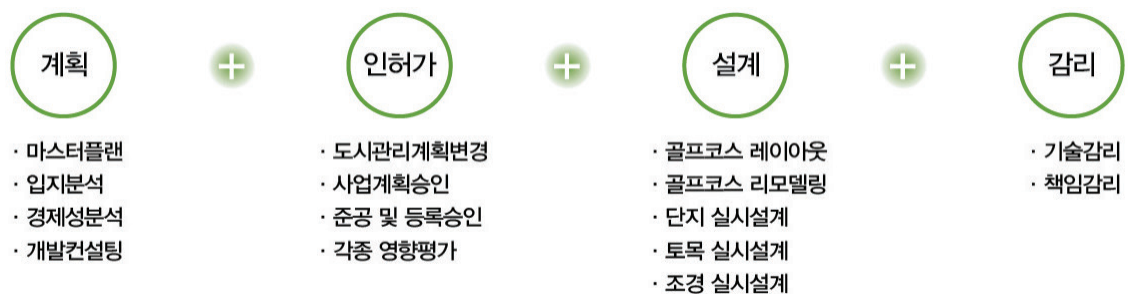 계획 + 인허가 + 설계 + 감리
· 마스터플랜
· 입지분석
· 경제성분석
· 개발컨설팅
· 도시관리계획변경
· 사업계획승인
· 준공 및 등록승인
· 각종 영향평가
· 골프코스 레이아웃
· 골프코스 리모델링
· 단지 실시설계
· 토목 실시설계
· 조경 실시설계
· 기술감리
· 책임감리